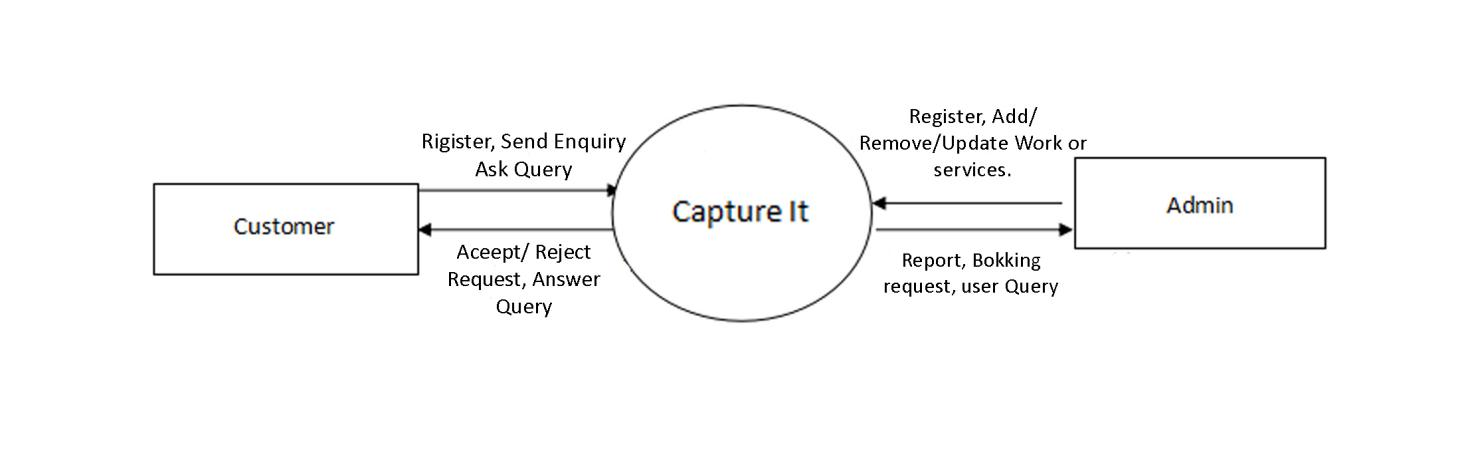 Rigister, Send Enquiry
Ask Query
Customer
Aceept/ Reject
Request, Answer
Query
Capture It
Register, Add/
Remove/Update Work or
services.
Admin
Report, Bokking
request, user Query